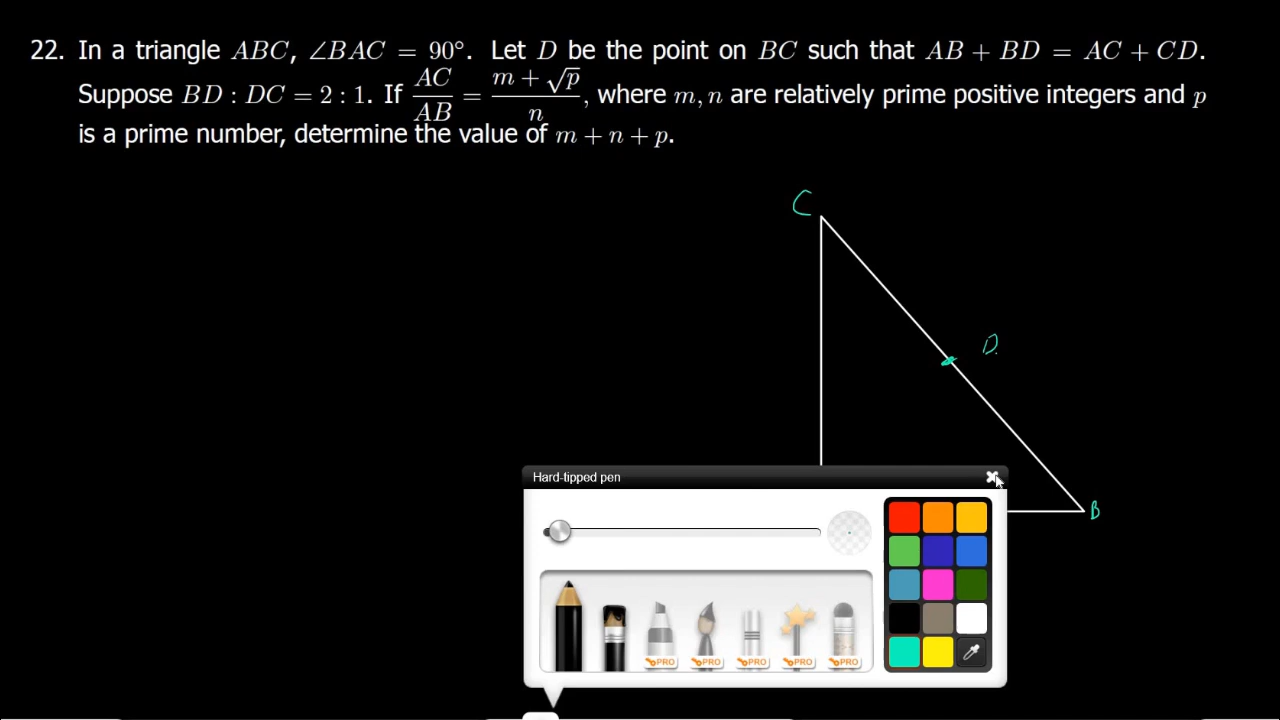 22. In a triangle ABC, ∠BAC = 90°. Let D be the point on BC such that AB + BD = AC + CD.
Suppose BD : DC = 2 : 1. If AC/AB = (m + √p)/n, where m, n are relatively prime positive integers and p
is a prime number, determine the value of m + n + p.
C
D
Hard-tipped pen
B
PRO PRO PRO PRO PRO